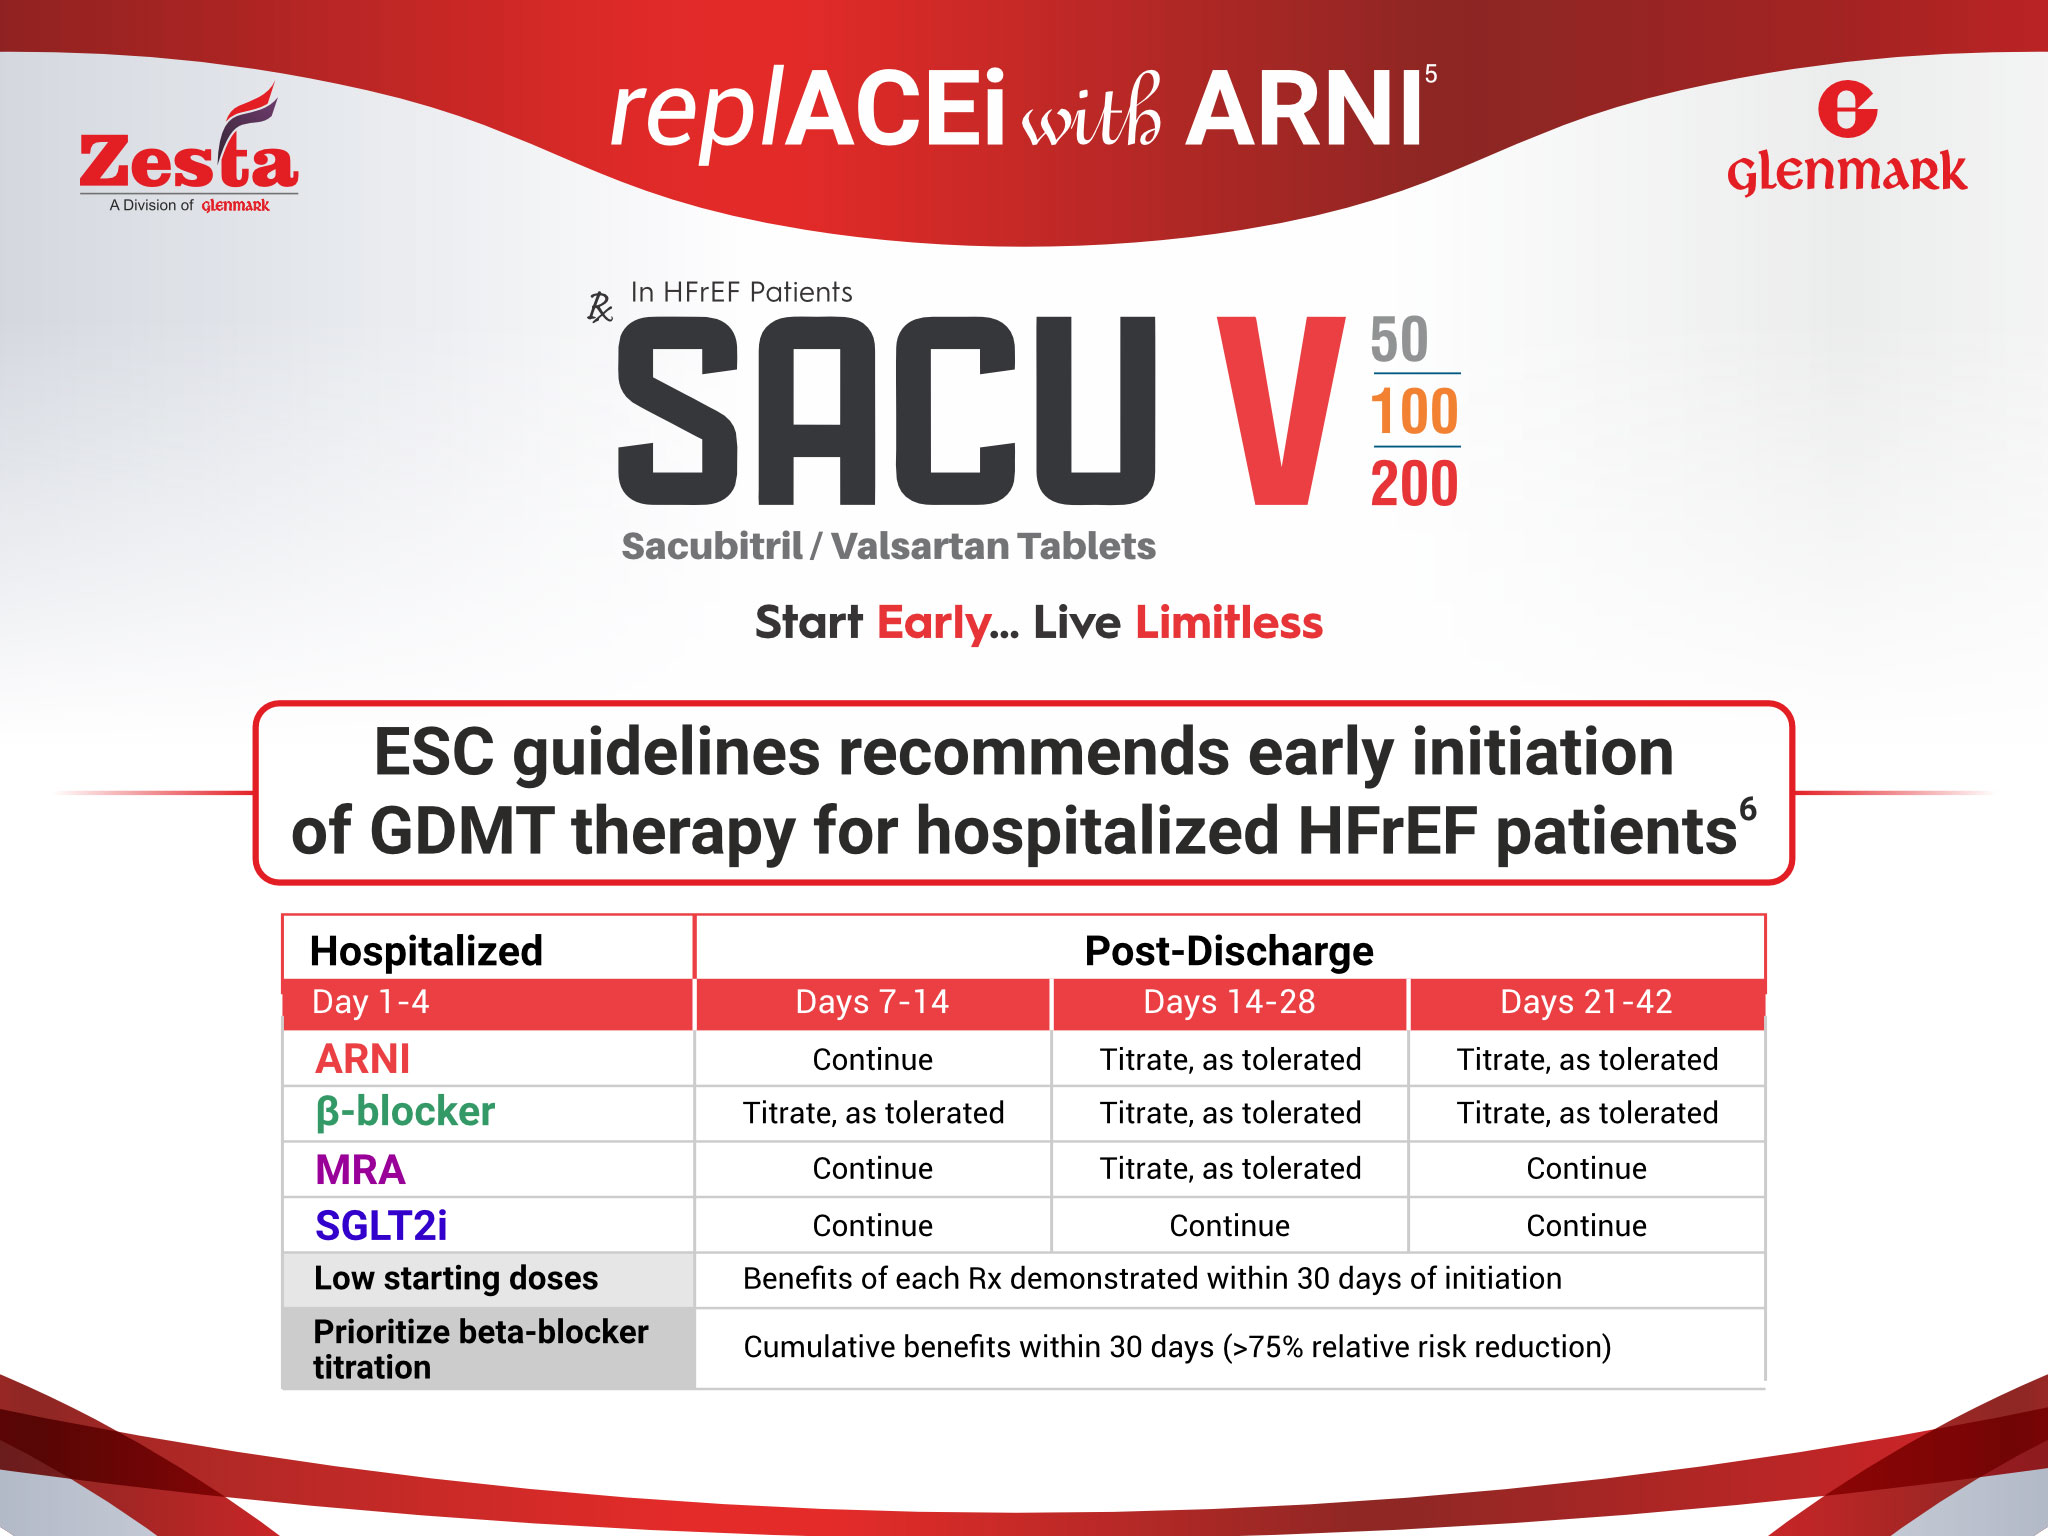 replACEi with ARNI5
Zesta
A Division of glenmark
glenmark
Rx In HFrEF Patients
SACU V
50
100
200
Sacubitril / Valsartan Tablets
Start Early... Live Limitless
ESC guidelines recommends early initiation
of GDMT therapy for hospitalized HFrEF patients6
Hospitalized Post-Discharge
Day 1-4 Days 7-14 Days 14-28 Days 21-42
ARNI Continue Titrate, as tolerated Titrate, as tolerated
β-blocker Titrate, as tolerated Titrate, as tolerated Titrate, as tolerated
MRA Continue Titrate, as tolerated Continue
SGLT2i Continue Continue Continue
Low starting doses Benefits of each Rx demonstrated within 30 days of initiation
Prioritize beta-blocker
titration
Cumulative benefits within 30 days (>75% relative risk reduction)